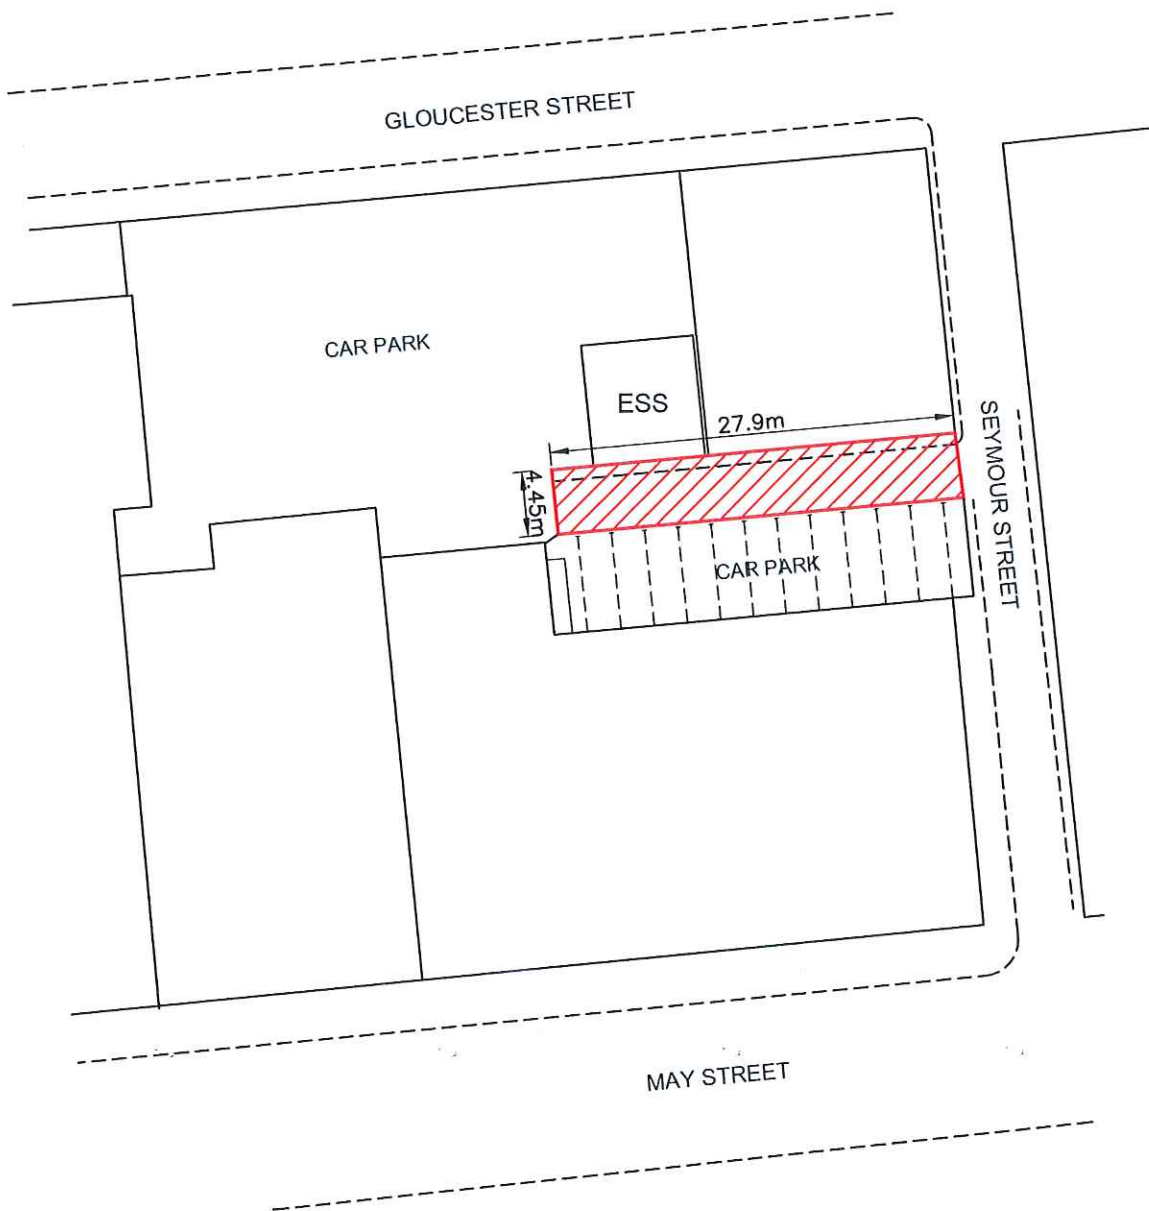 GLOUCESTER STREET
CAR PARK
ESS
27.9m
4.45m
SEYMOUR STREET
CAR PARK
MAY STREET